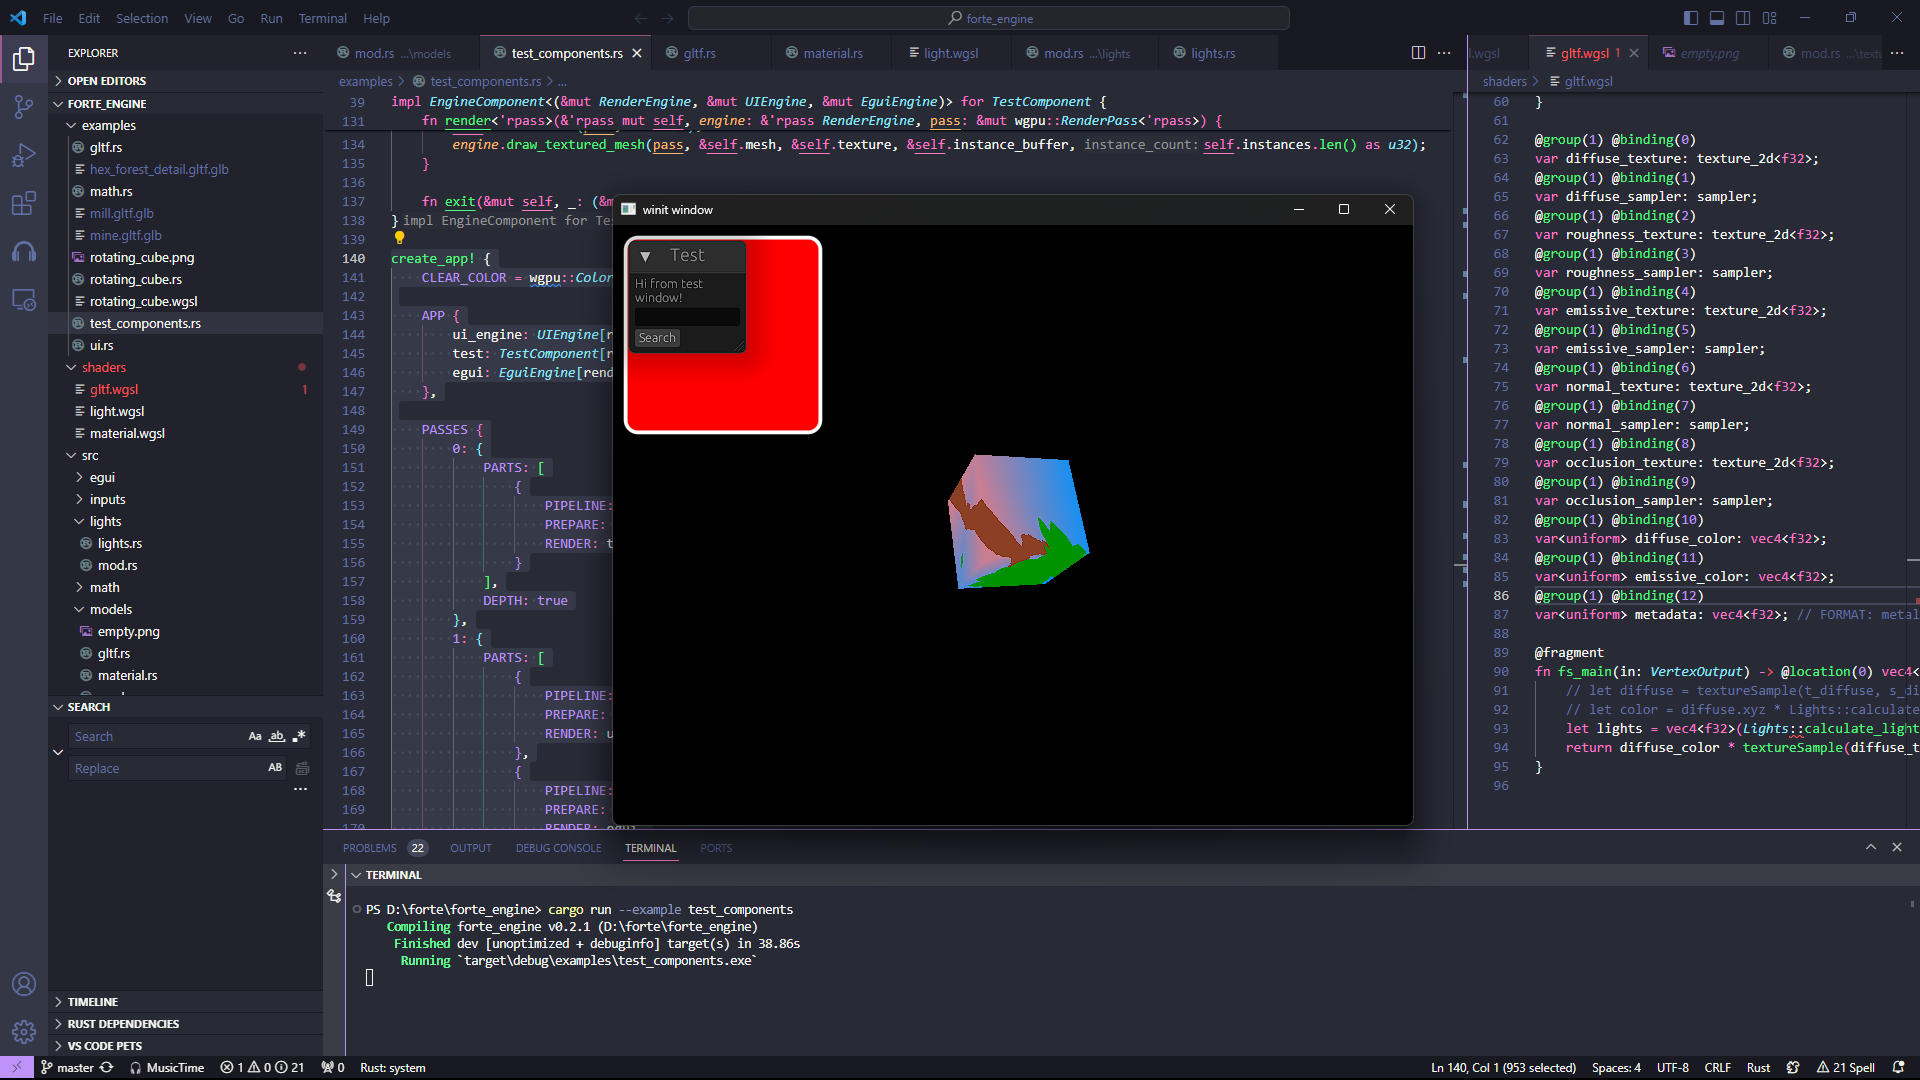 File Edit Selection View Go Run Terminal Help
forte_engine
EXPLORER
OPEN EDITORS
FORTE_ENGINE
examples
gltf.rs
hex_forest_detail.gltf.glb
math.rs
mill.gltf.glb
mine.gltf.glb
rotating_cube.png
rotating_cube.rs
rotating_cube.wgsl
test_components.rs
ui.rs
shaders
gltf.wgsl 1
light.wgsl
material.wgsl
src
egui
inputs
lights
lights.rs
mod.rs
math
models
empty.png
gltf.rs
material.rs
SEARCH
Search
Aa ab .*
Replace
AB
TIMELINE
RUST DEPENDENCIES
VS CODE PETS
mod.rs ...\models
test_components.rs
gltf.rs
material.rs
light.wgsl
mod.rs ...\lights
lights.rs
examples > test_components.rs > ...
39 impl EngineComponent<(&mut RenderEngine, &mut UIEngine, &mut EguiEngine)> for TestComponent {
131 fn render<'rpass>(&'rpass mut self, engine: &'rpass RenderEngine, pass: &mut wgpu::RenderPass<'rpass>) {
134 engine.draw_textured_mesh(pass, &self.mesh, &self.texture, &self.instance_buffer, instance_count: self.instances.len() as u32);
135 }
136
137 fn exit(&mut self, _: (&m
138 } impl EngineComponent for Te
139
140 create_app! {
141 CLEAR_COLOR = wgpu::Color
142
143 APP {
144 ui_engine: UIEngine[r
145 test: TestComponent[r
146 egui: EguiEngine[rend
147 },
148
149 PASSES {
150 0: {
151 PARTS: [
152 {
153 PIPELINE:
154 PREPARE:
155 RENDER: t
156 }
157 ],
158 DEPTH: true
159 },
160 1: {
161 PARTS: [
162 {
163 PIPELINE:
164 PREPARE:
165 RENDER: u
166 },
167 {
168 PIPELINE:
169 PREPARE:
170 RENDER: egui
winit window
Test
Hi from test
window!
Search
.wgsl
gltf.wgsl 1
empty.png
mod.rs ...\textu
shaders > gltf.wgsl
60 }
61
62 @group(1) @binding(0)
63 var diffuse_texture: texture_2d<f32>;
64 @group(1) @binding(1)
65 var diffuse_sampler: sampler;
66 @group(1) @binding(2)
67 var roughness_texture: texture_2d<f32>;
68 @group(1) @binding(3)
69 var roughness_sampler: sampler;
70 @group(1) @binding(4)
71 var emissive_texture: texture_2d<f32>;
72 @group(1) @binding(5)
73 var emissive_sampler: sampler;
74 @group(1) @binding(6)
75 var normal_texture: texture_2d<f32>;
76 @group(1) @binding(7)
77 var normal_sampler: sampler;
78 @group(1) @binding(8)
79 var occlusion_texture: texture_2d<f32>;
80 @group(1) @binding(9)
81 var occlusion_sampler: sampler;
82 @group(1) @binding(10)
83 var<uniform> diffuse_color: vec4<f32>;
84 @group(1) @binding(11)
85 var<uniform> emissive_color: vec4<f32>;
86 @group(1) @binding(12)
87 var<uniform> metadata: vec4<f32>; // FORMAT: metal
88
89 @fragment
90 fn fs_main(in: VertexOutput) -> @location(0) vec4<
91 // let diffuse = textureSample(t_diffuse, s_di
92 // let color = diffuse.xyz * Lights::calculate
93 let lights = vec4<f32>(Lights::calculate_light
94 return diffuse_color * textureSample(diffuse_t
95 }
96
PROBLEMS 22 OUTPUT DEBUG CONSOLE TERMINAL PORTS
TERMINAL
PS D:\forte\forte_engine> cargo run --example test_components
Compiling forte_engine v0.2.1 (D:\forte\forte_engine)
Finished dev [unoptimized + debuginfo] target(s) in 38.86s
Running `target\debug\examples\test_components.exe`
master MusicTime 1 0 21 0 Rust: system
Ln 140, Col 1 (953 selected) Spaces: 4 UTF-8 CRLF Rust 21 Spell